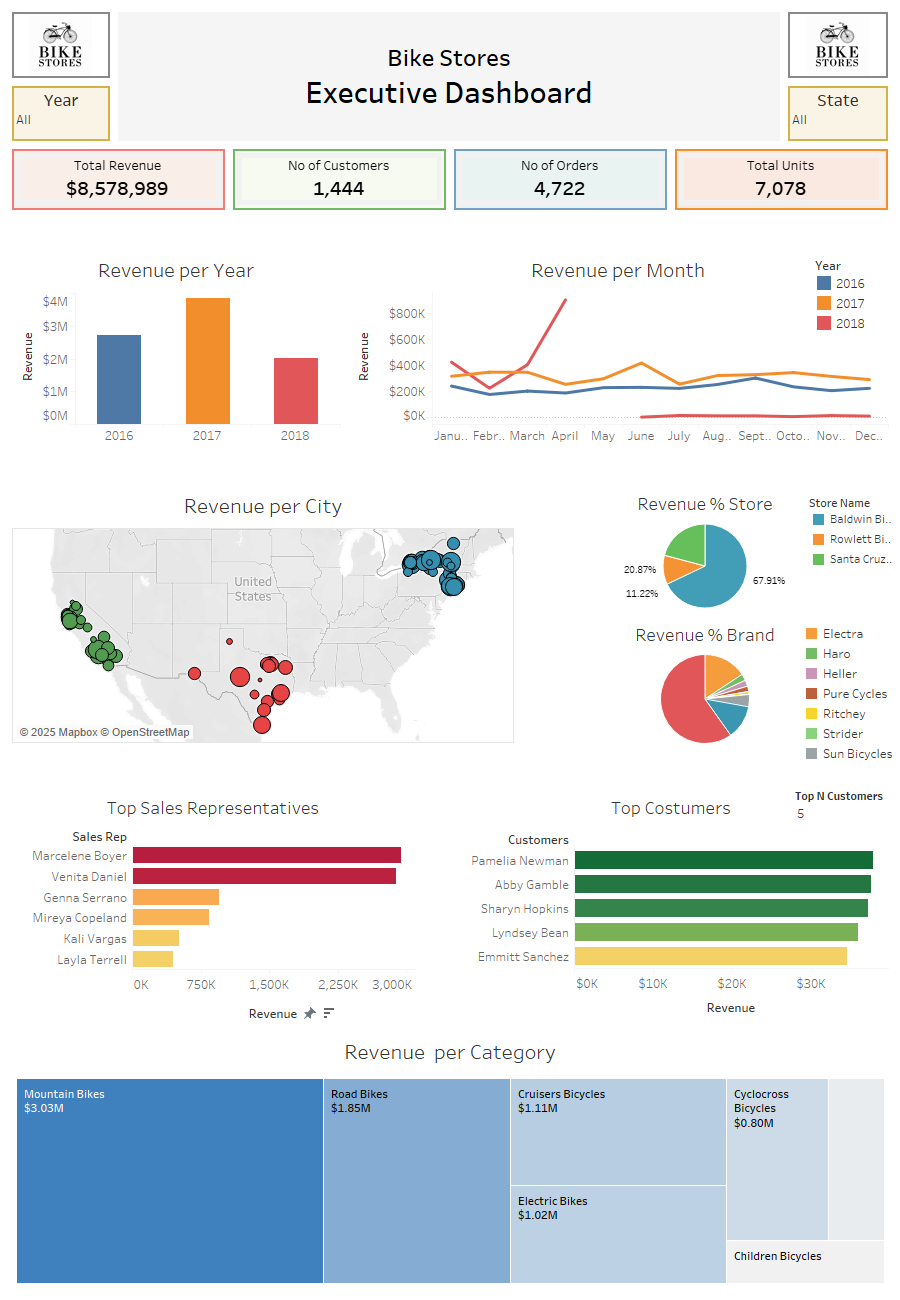 BIKE
STORES
Bike Stores
Executive Dashboard
BIKE
STORES
Year
All
State
All
Total Revenue
$8,578,989
No of Customers
1,444
No of Orders
4,722
Total Units
7,078
Revenue per Year
Revenue
$4M
$3M
$2M
$1M
$0M
2016
2017
2018
Revenue per Month
Revenue
$800K
$600K
$400K
$200K
$0K
Janu..
Febr..
March
April
May
June
July
Aug..
Sept..
Octo..
Nov..
Dec..
Year
2016
2017
2018
Revenue per City
United
States
© 2025 Mapbox © OpenStreetMap
Revenue % Store
20.87%
11.22%
67.91%
Store Name
Baldwin Bi..
Rowlett Bi..
Santa Cruz..
Revenue % Brand
Electra
Haro
Heller
Pure Cycles
Ritchey
Strider
Sun Bicycles
Top Sales Representatives
Sales Rep
Marcelene Boyer
Venita Daniel
Genna Serrano
Mireya Copeland
Kali Vargas
Layla Terrell
0K
750K
1,500K
2,250K
3,000K
Revenue
Top Costumers
Top N Customers
5
Customers
Pamelia Newman
Abby Gamble
Sharyn Hopkins
Lyndsey Bean
Emmitt Sanchez
$0K
$10K
$20K
$30K
Revenue
Revenue  per Category
Mountain Bikes
$3.03M
Road Bikes
$1.85M
Cruisers Bicycles
$1.11M
Electric Bikes
$1.02M
Cyclocross
Bicycles
$0.80M
Children Bicycles